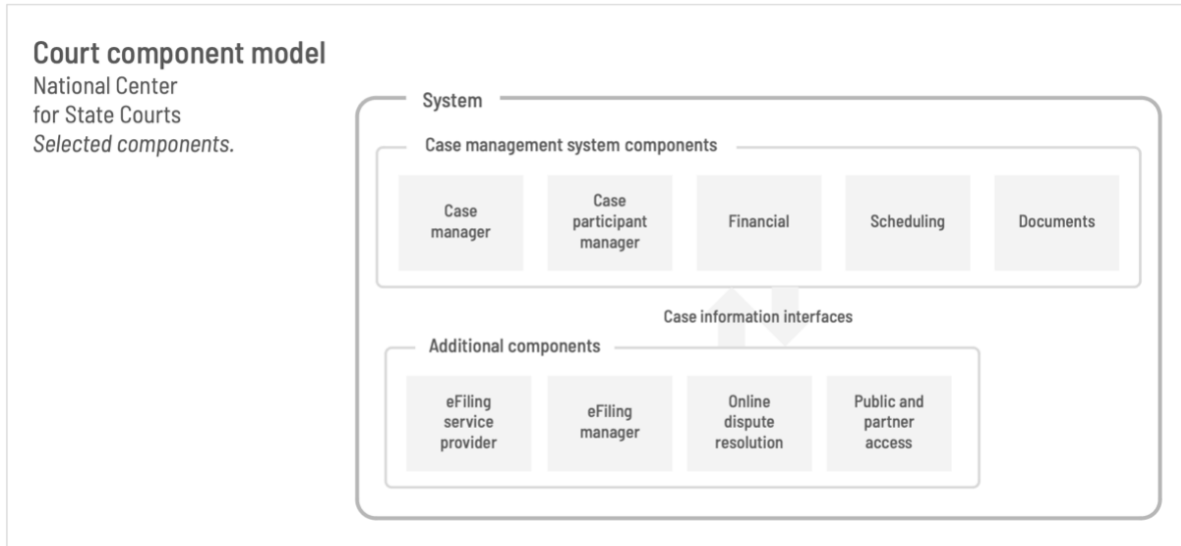 Court component model
National Center
for State Courts
Selected components.
System
Case management system components
Case
manager
Case
participant
manager
Financial
Scheduling
Documents
Case information interfaces
Additional components
eFiling
service
provider
eFiling
manager
Online
dispute
resolution
Public and
partner
access